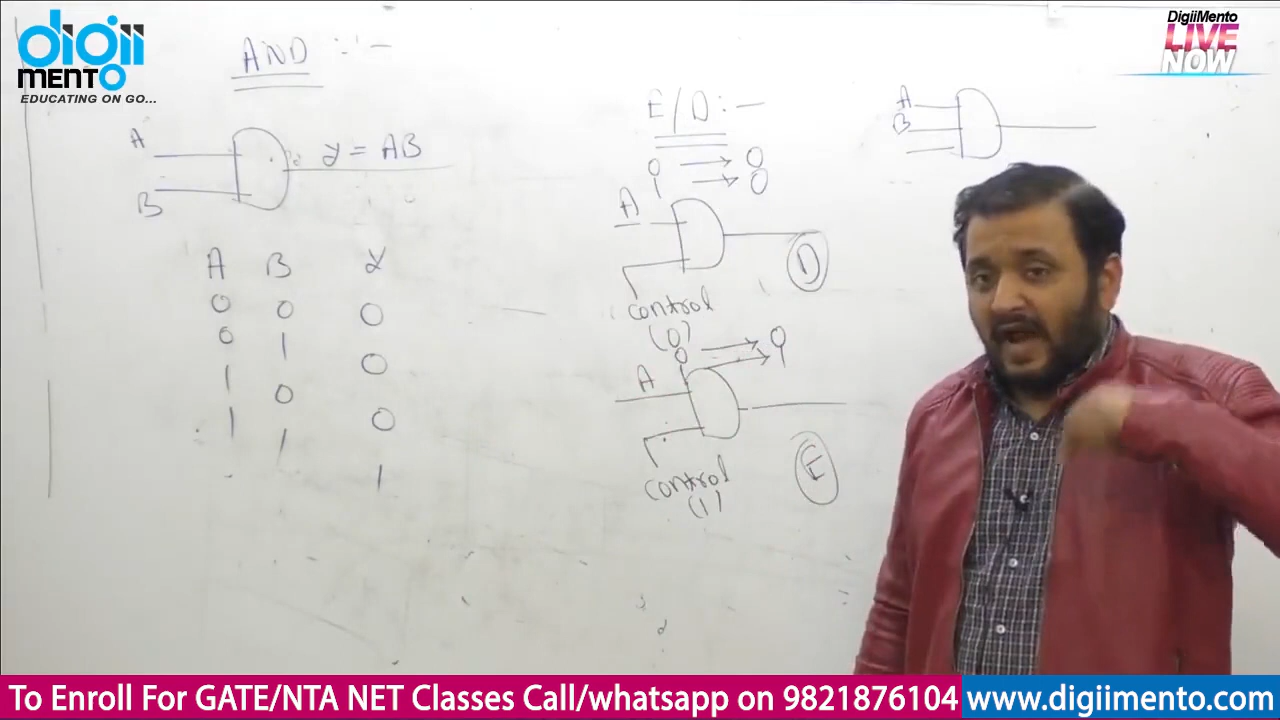 digii
MENTO
EDUCATING ON GO...
DigiiMento
LIVE
NOW
AND :-
A
B
y = AB
A B y
0 0 0
0 1 0
1 0 0
1 1 1
E/D :-
0 → 0
1 → 0
A
D
control
(0)
0 → 0
1 → 1
A
E
control
(1)
A
B
To Enroll For GATE/NTA NET Classes Call/whatsapp on 9821876104 www.digiimento.com